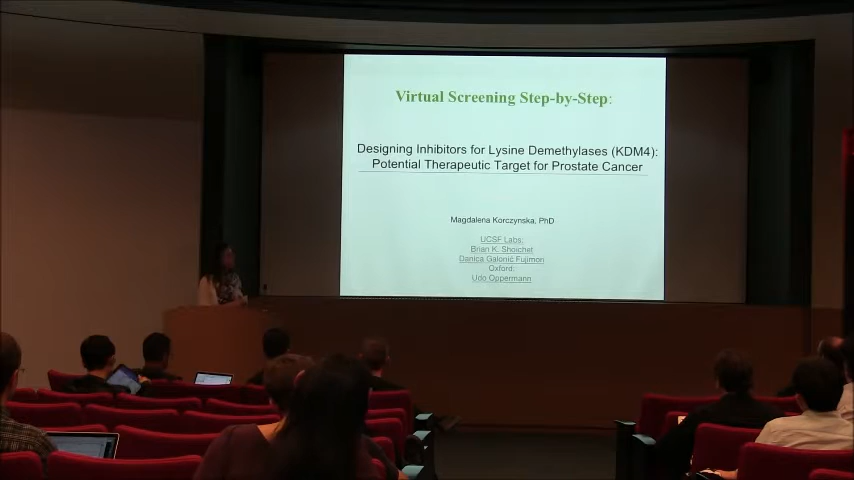 Virtual Screening Step-by-Step:
Designing Inhibitors for Lysine Demethylases (KDM4):
Potential Therapeutic Target for Prostate Cancer
Magdalena Korczynska, PhD
UCSF Labs:
Brian K. Shoichet
Danica Galonić Fujimori
Oxford:
Udo Oppermann